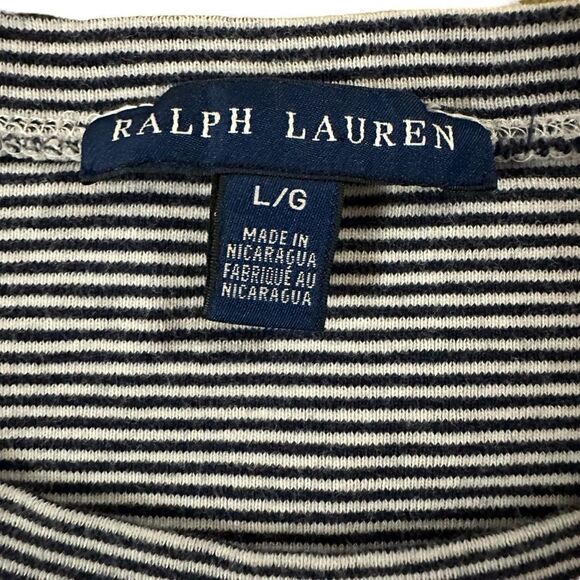 RALPH LAUREN
L/G
MADE IN
NICARAGUA
FABRIQUÉ AU
NICARAGUA